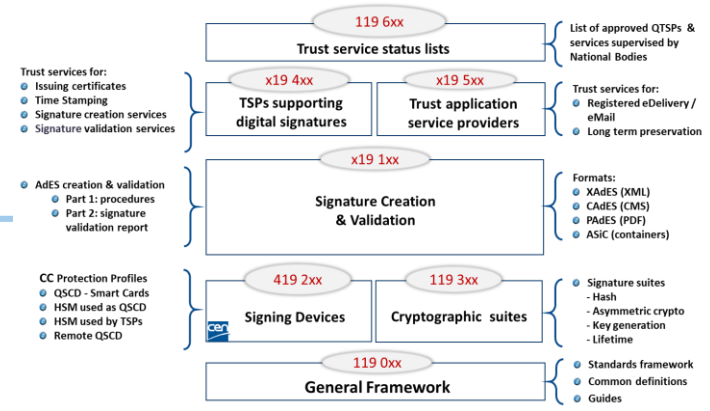 119 6xx
Trust service status lists
List of approved QTSPs &
services supervised by
National Bodies
Trust services for:
Issuing certificates
Time Stamping
Signature creation services
Signature validation services
x19 4xx
TSPs supporting
digital signatures
x19 5xx
Trust application
service providers
Trust services for:
Registered eDelivery /
eMail
Long term preservation
x19 1xx
Signature Creation
& Validation
AdES creation & validation
Part 1: procedures
Part 2: signature
validation report
Formats:
XAdES (XML)
CAdES (CMS)
PAdES (PDF)
ASiC (containers)
CC Protection Profiles
QSCD - Smart Cards
HSM used as QSCD
HSM used by TSPs
Remote QSCD
419 2xx
Signing Devices
cen
119 3xx
Cryptographic suites
Signature suites
- Hash
- Asymmetric crypto
- Key generation
- Lifetime
119 0xx
General Framework
Standards framework
Common definitions
Guides